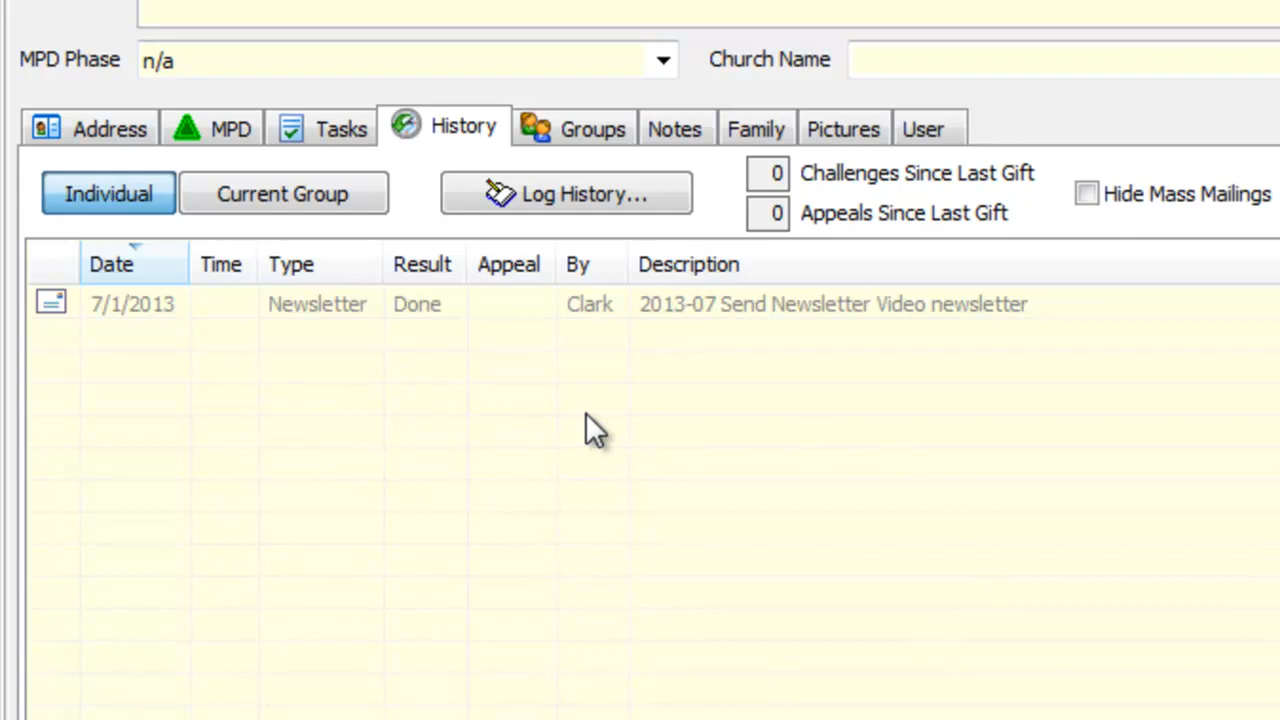 MPD Phase n/a Church Name
Address MPD Tasks History Groups Notes Family Pictures User
Individual Current Group Log History... 0 Challenges Since Last Gift Hide Mass Mailings
0 Appeals Since Last Gift
Date Time Type Result Appeal By Description
7/1/2013 Newsletter Done Clark 2013-07 Send Newsletter Video newsletter